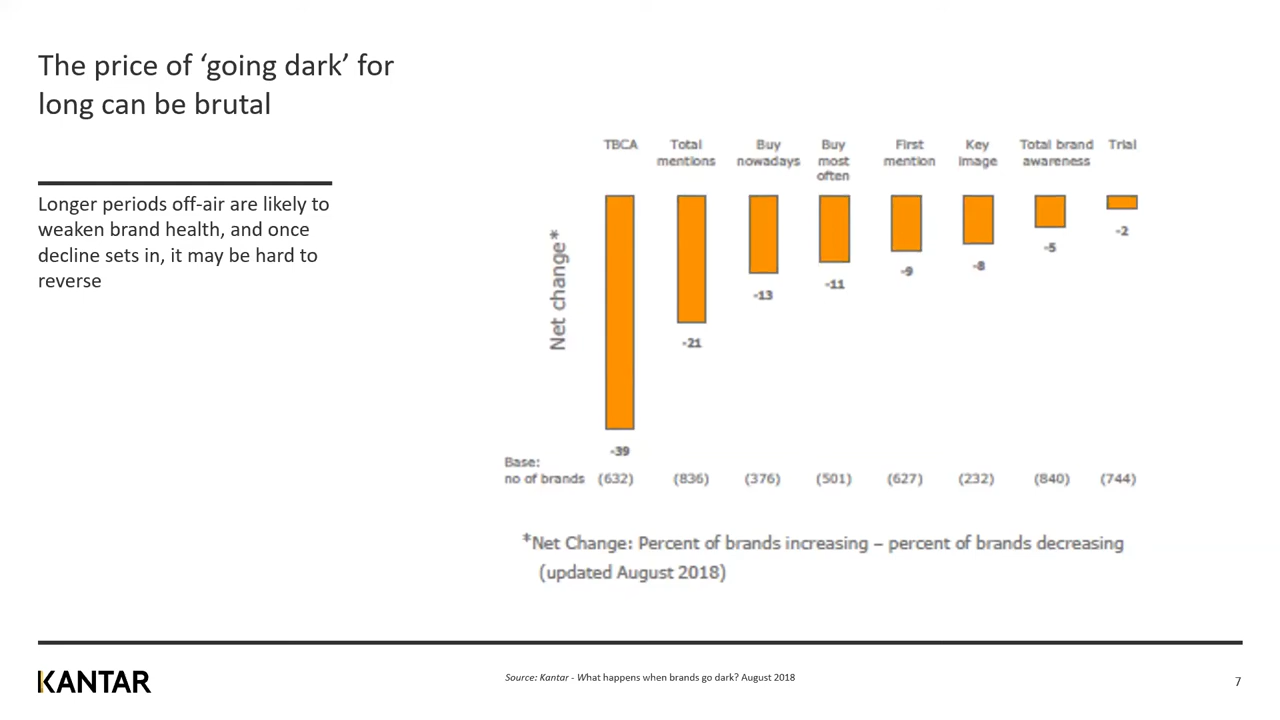 The price of ‘going dark’ for
long can be brutal
Longer periods off-air are likely to
weaken brand health, and once
decline sets in, it may be hard to
reverse
TBCA
Total
mentions
Buy
nowadays
Buy
most
often
First
mention
Key
image
Total brand
awareness
Trial
Net change*
-39
-21
-13
-11
-9
-8
-5
-2
Base:
no of brands (632) (836) (376) (501) (627) (232) (840) (744)
*Net Change: Percent of brands increasing – percent of brands decreasing
(updated August 2018)
KANTAR
Source: Kantar - What happens when brands go dark? August 2018
7